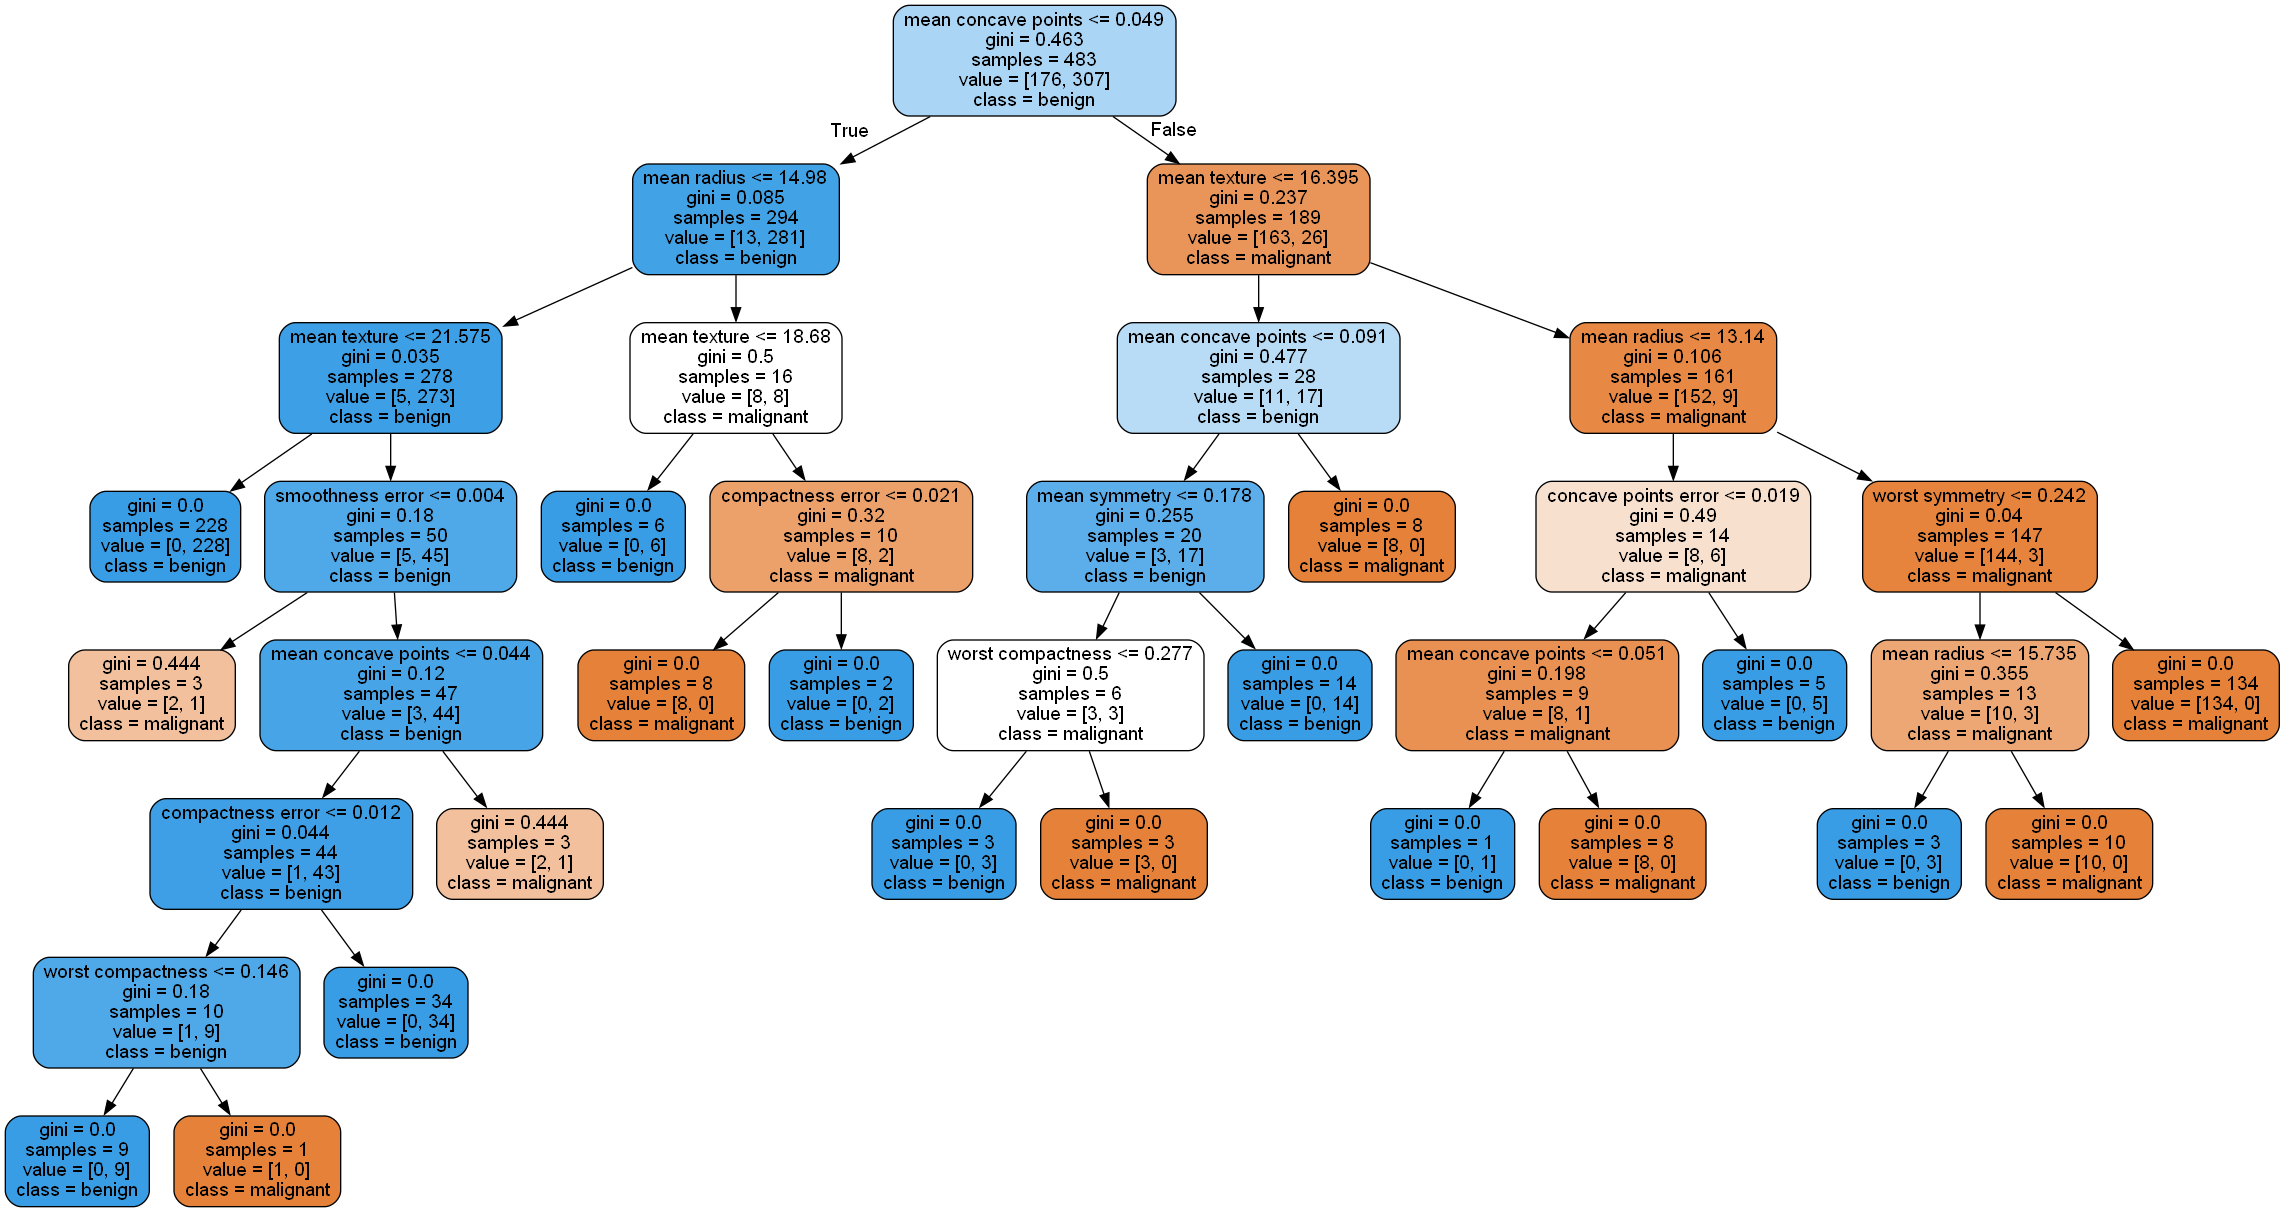 mean concave points <= 0.049
gini = 0.463
samples = 483
value = [176, 307]
class = benign
True
False
mean radius <= 14.98
gini = 0.085
samples = 294
value = [13, 281]
class = benign
mean texture <= 16.395
gini = 0.237
samples = 189
value = [163, 26]
class = malignant
mean texture <= 21.575
gini = 0.035
samples = 278
value = [5, 273]
class = benign
mean texture <= 18.68
gini = 0.5
samples = 16
value = [8, 8]
class = malignant
mean concave points <= 0.091
gini = 0.477
samples = 28
value = [11, 17]
class = benign
mean radius <= 13.14
gini = 0.106
samples = 161
value = [152, 9]
class = malignant
gini = 0.0
samples = 228
value = [0, 228]
class = benign
smoothness error <= 0.004
gini = 0.18
samples = 50
value = [5, 45]
class = benign
gini = 0.0
samples = 6
value = [0, 6]
class = benign
compactness error <= 0.021
gini = 0.32
samples = 10
value = [8, 2]
class = malignant
mean symmetry <= 0.178
gini = 0.255
samples = 20
value = [3, 17]
class = benign
gini = 0.0
samples = 8
value = [8, 0]
class = malignant
concave points error <= 0.019
gini = 0.49
samples = 14
value = [8, 6]
class = malignant
worst symmetry <= 0.242
gini = 0.04
samples = 147
value = [144, 3]
class = malignant
gini = 0.444
samples = 3
value = [2, 1]
class = malignant
mean concave points <= 0.044
gini = 0.12
samples = 47
value = [3, 44]
class = benign
gini = 0.0
samples = 8
value = [8, 0]
class = malignant
gini = 0.0
samples = 2
value = [0, 2]
class = benign
worst compactness <= 0.277
gini = 0.5
samples = 6
value = [3, 3]
class = malignant
gini = 0.0
samples = 14
value = [0, 14]
class = benign
mean concave points <= 0.051
gini = 0.198
samples = 9
value = [8, 1]
class = malignant
gini = 0.0
samples = 5
value = [0, 5]
class = benign
mean radius <= 15.735
gini = 0.355
samples = 13
value = [10, 3]
class = malignant
gini = 0.0
samples = 134
value = [134, 0]
class = malignant
compactness error <= 0.012
gini = 0.044
samples = 44
value = [1, 43]
class = benign
gini = 0.444
samples = 3
value = [2, 1]
class = malignant
gini = 0.0
samples = 3
value = [0, 3]
class = benign
gini = 0.0
samples = 3
value = [3, 0]
class = malignant
gini = 0.0
samples = 1
value = [0, 1]
class = benign
gini = 0.0
samples = 8
value = [8, 0]
class = malignant
gini = 0.0
samples = 3
value = [0, 3]
class = benign
gini = 0.0
samples = 10
value = [10, 0]
class = malignant
worst compactness <= 0.146
gini = 0.18
samples = 10
value = [1, 9]
class = benign
gini = 0.0
samples = 34
value = [0, 34]
class = benign
gini = 0.0
samples = 9
value = [0, 9]
class = benign
gini = 0.0
samples = 1
value = [1, 0]
class = malignant